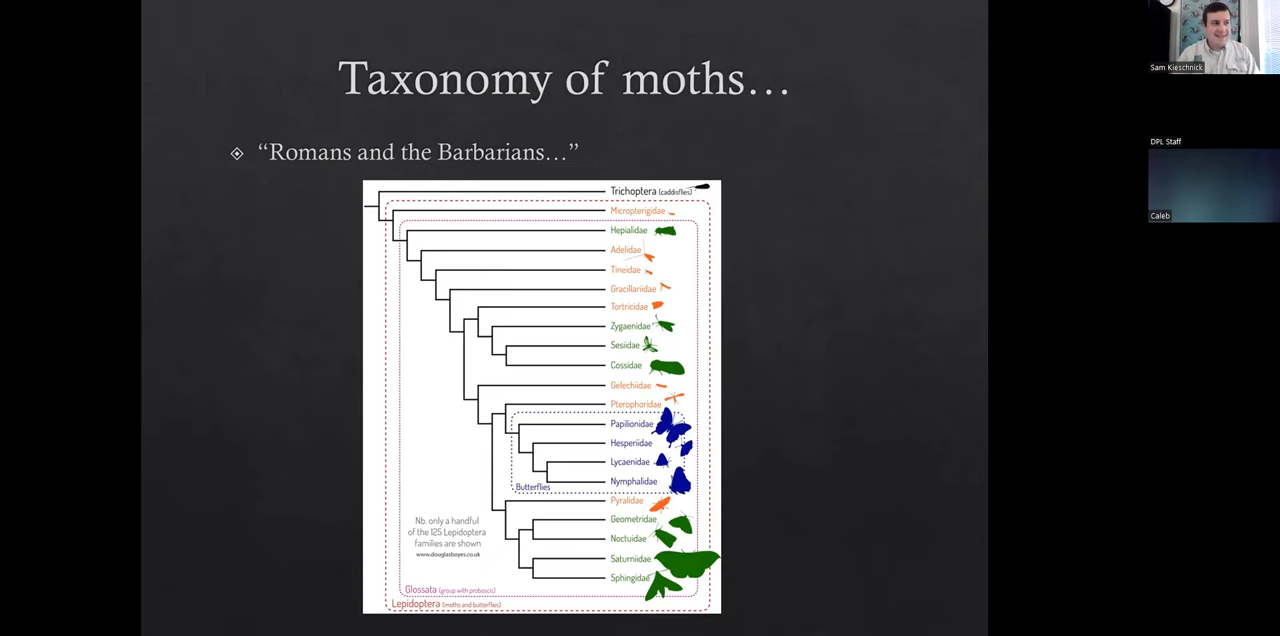 Taxonomy of moths...
"Romans and the Barbarians..."
Trichoptera (caddisflies)
Micropterigidae
Hepialidae
Adelidae
Tineidae
Gracillariidae
Tortricidae
Zygaenidae
Sesiidae
Cossidae
Gelechiidae
Pterophoridae
Papilionidae
Hesperiidae
Lycaenidae
Nymphalidae
Butterflies
Pyralidae
Geometridae
Noctuidae
Saturniidae
Sphingidae
Nb. only a handful
of the 125 Lepidoptera
families are shown
www.douglasboyes.co.uk
Glossata (group with proboscis)
Lepidoptera (moths and butterflies)
Sam Kieschnick
DPL Staff
Caleb